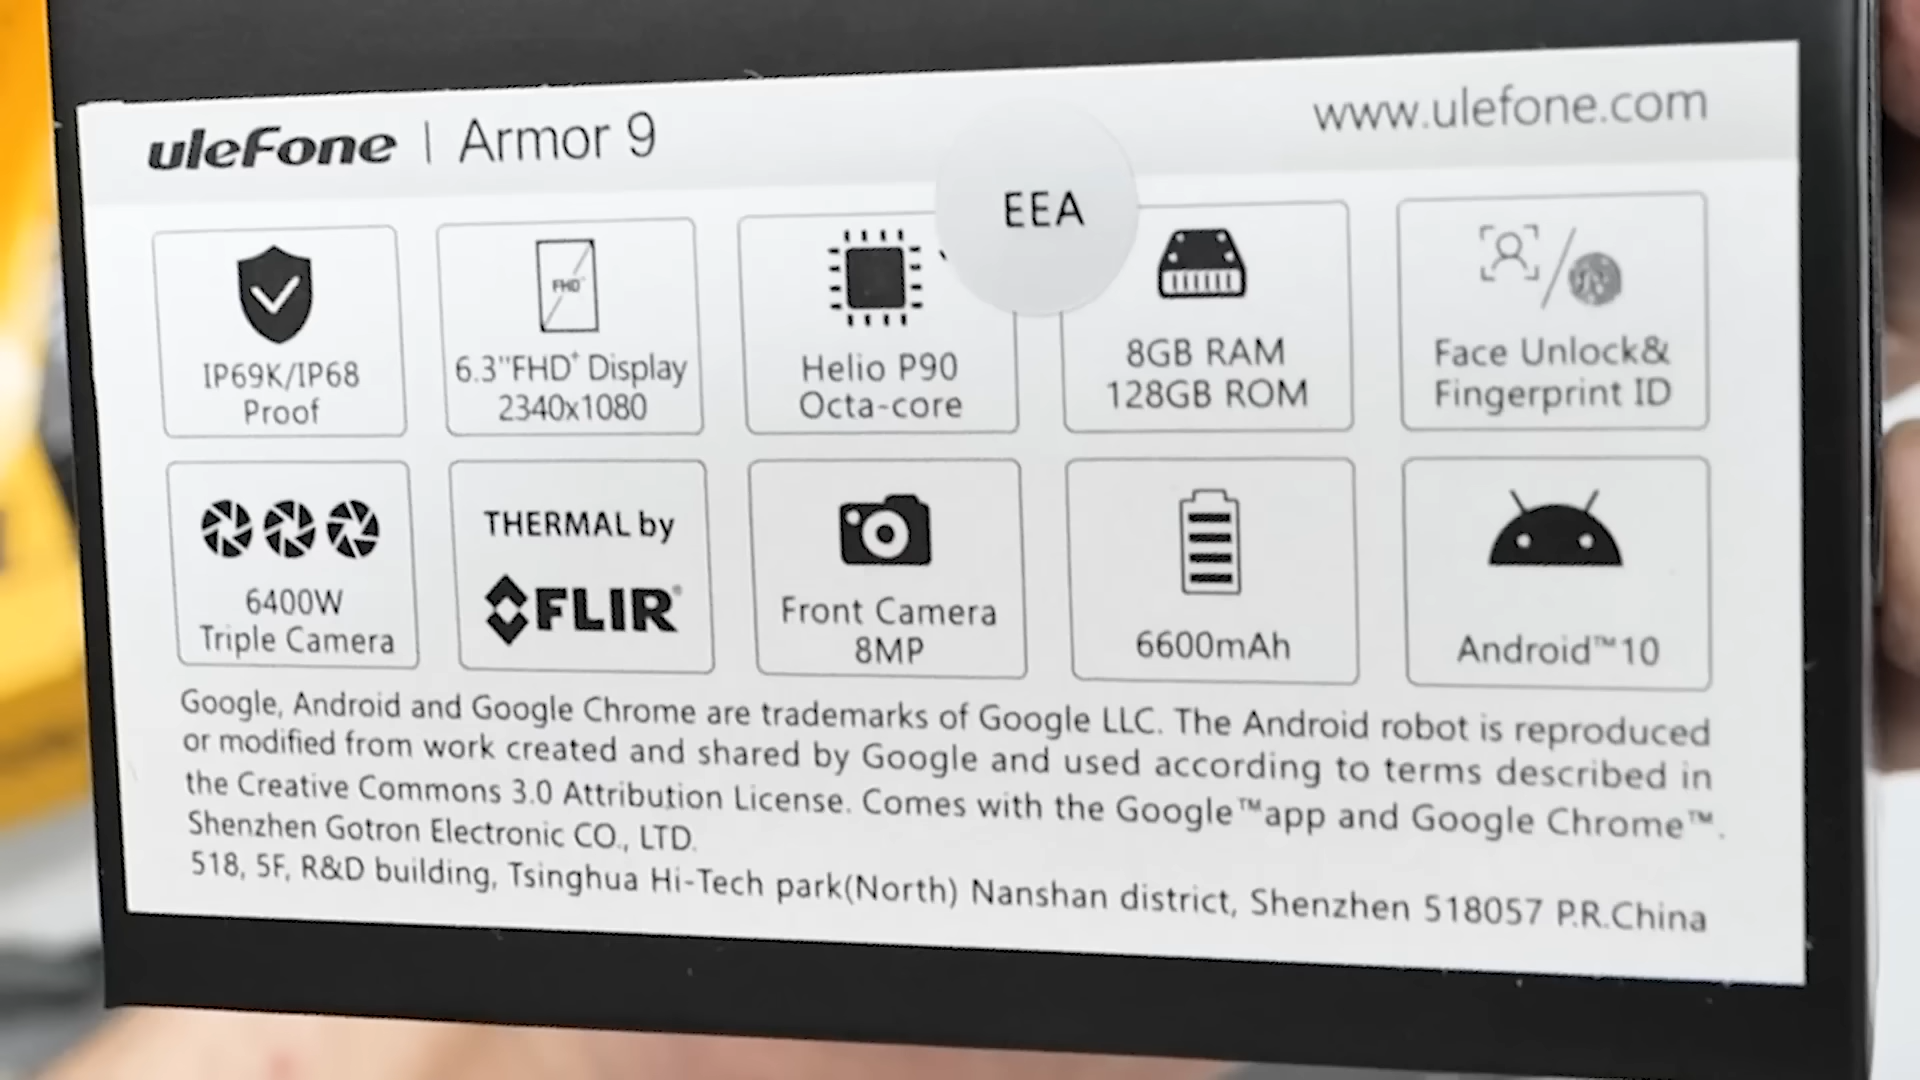 uleFone | Armor 9
www.ulefone.com
EEA
IP69K/IP68
Proof
FHD+
6.3"FHD+ Display
2340x1080
Helio P90
Octa-core
8GB RAM
128GB ROM
Face Unlock&
Fingerprint ID
6400W
Triple Camera
THERMAL by
FLIR®
Front Camera
8MP
6600mAh
Android™10
Google, Android and Google Chrome are trademarks of Google LLC. The Android robot is reproduced
or modified from work created and shared by Google and used according to terms described in
the Creative Commons 3.0 Attribution License. Comes with the Google™app and Google Chrome™.
Shenzhen Gotron Electronic CO., LTD.
518, 5F, R&D building, Tsinghua Hi-Tech park(North) Nanshan district, Shenzhen 518057 P.R.China